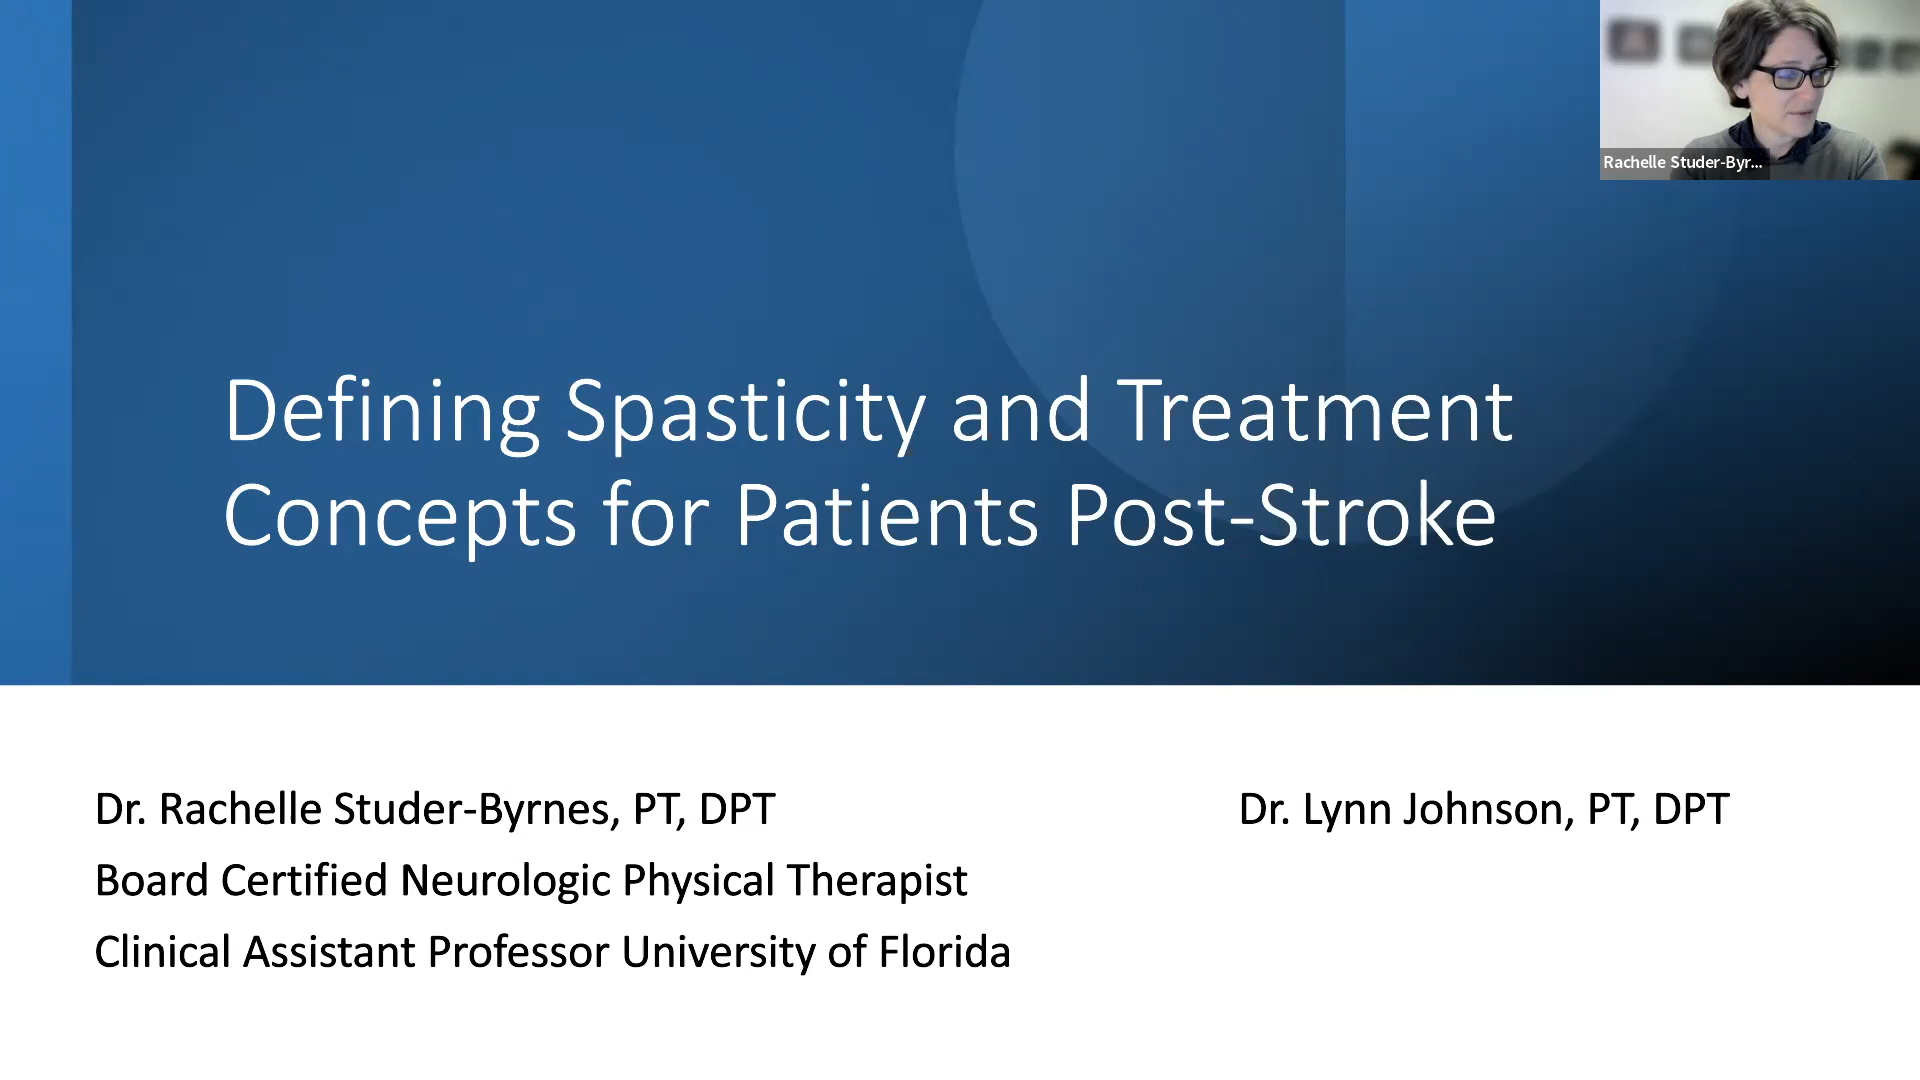 Rachelle Studer-Byr...
Defining Spasticity and Treatment
Concepts for Patients Post-Stroke
Dr. Rachelle Studer-Byrnes, PT, DPT
Dr. Lynn Johnson, PT, DPT
Board Certified Neurologic Physical Therapist
Clinical Assistant Professor University of Florida